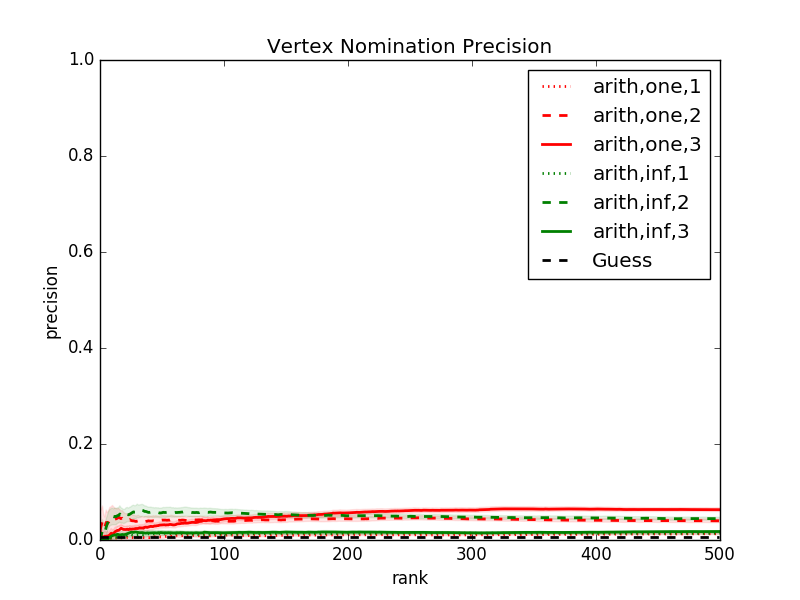 Vertex Nomination Precision
1.0
0.8
0.6
0.4
0.2
0.0
precision
arith,one,1
arith,one,2
arith,one,3
arith,inf,1
arith,inf,2
arith,inf,3
Guess
0 100 200 300 400 500
rank